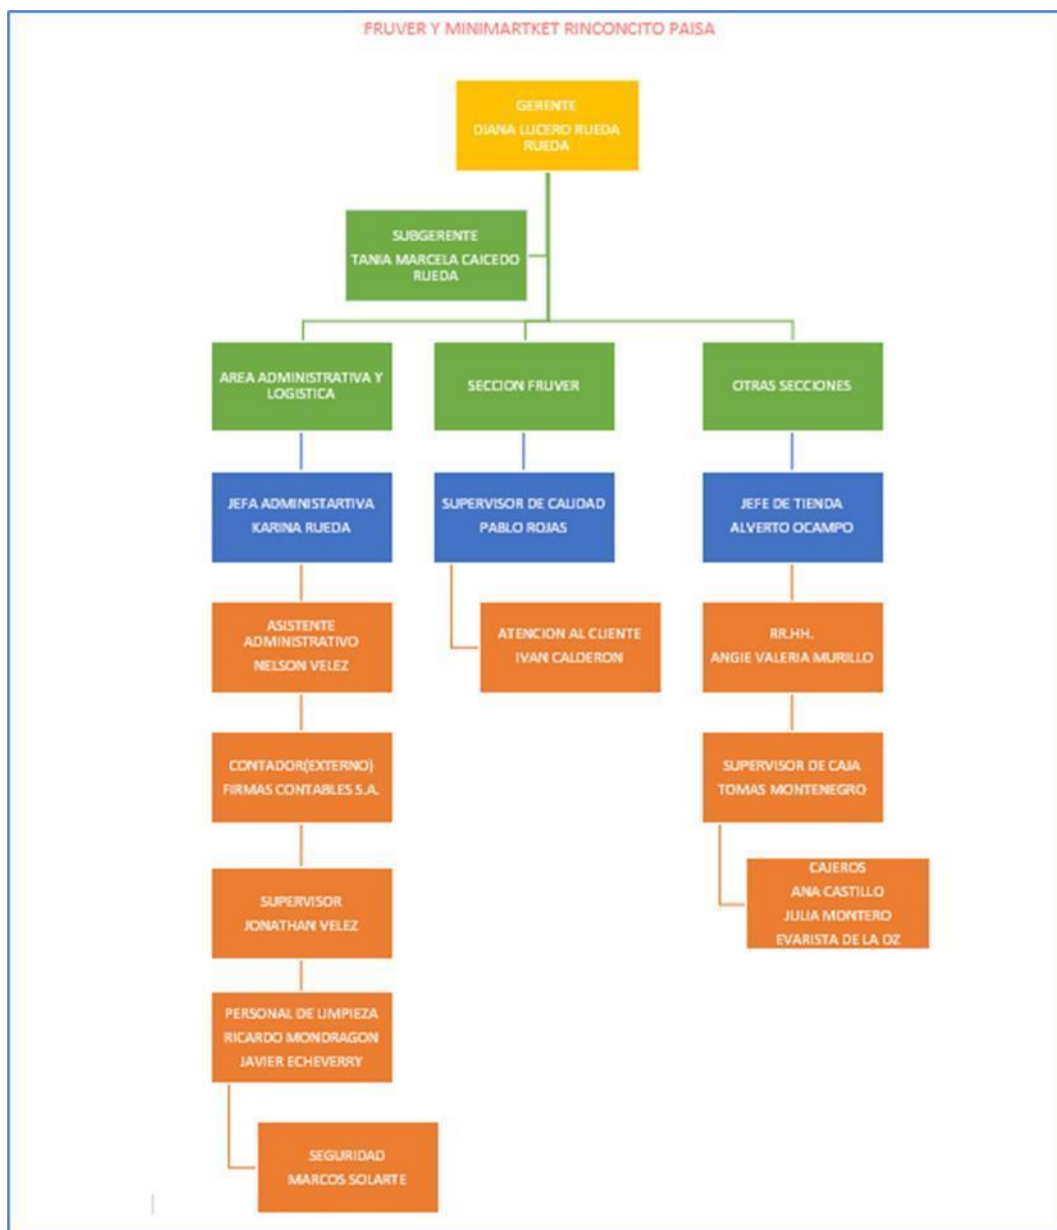 FRUVER Y MINIMARTKET RINCONCITO PAISA
GERENTE
DIANA LUCERO RUEDA
RUEDA
SUBGERENTE
TANIA MARCELA CAICEDO
RUEDA
AREA ADMINISTRATIVA Y
LOGISTICA
SECCION FRUVER
OTRAS SECCIONES
JEFA ADMINISTARTIVA
KARINA RUEDA
SUPERVISOR DE CALIDAD
PABLO ROJAS
JEFE DE TIENDA
ALVERTO OCAMPO
ASISTENTE
ADMINISTRATIVO
NELSON VELEZ
ATENCION AL CLIENTE
IVAN CALDERON
RR.HH.
ANGIE VALERIA MURILLO
CONTADOR(EXTERNO)
FIRMAS CONTABLES S.A.
SUPERVISOR DE CAJA
TOMAS MONTENEGRO
SUPERVISOR
JONATHAN VELEZ
CAJEROS
ANA CASTILLO
JULIA MONTERO
EVARISTA DE LA OZ
PERSONAL DE LIMPIEZA
RICARDO MONDRAGON
JAVIER ECHEVERRY
SEGURIDAD
MARCOS SOLARTE